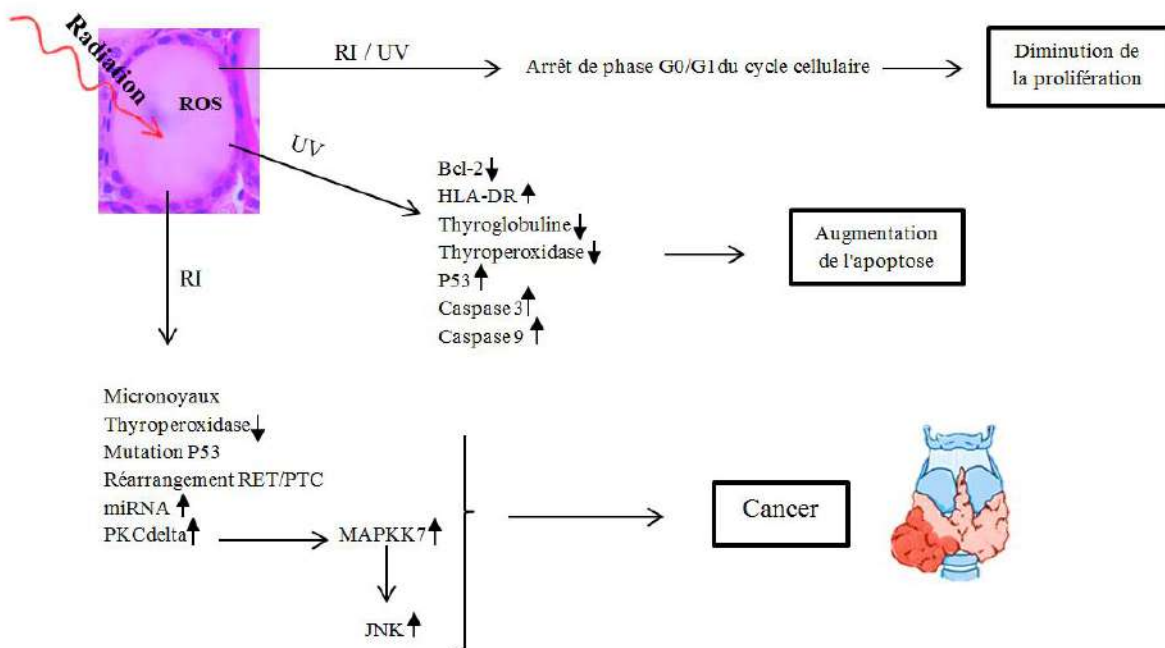 Radiation
ROS
RI / UV
Arrêt de phase G0/G1du cycle cellulaire
Diminution de
la prolifération
UV
Bcl-2
HLA-DR
Thyroglobuline
Thyroperoxidase
P53
Caspase 3
Caspase 9
Augmentation
de l'apoptose
RI
Micronoyaux
Thyroperoxidase
Mutation P53
Réarrangement RET/PTC
miRNA
PKCdelta
MAPKK7
JNK
Cancer